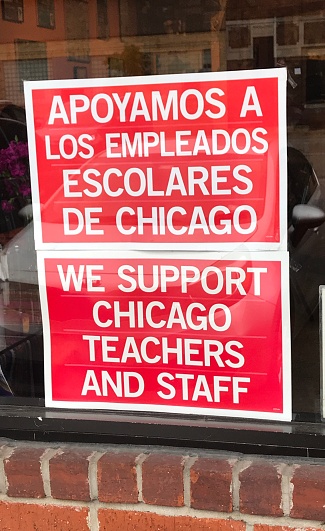 APOYAMOS A
LOS EMPLEADOS
ESCOLARES
DE CHICAGO
WE SUPPORT
CHICAGO
TEACHERS
AND STAFF